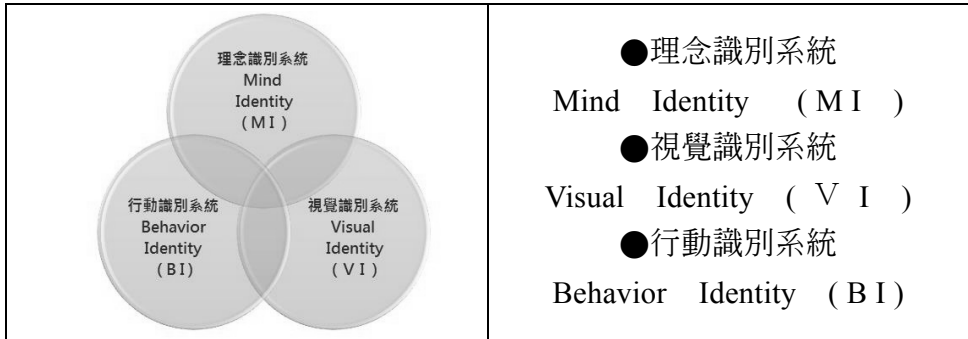 理念識別系統
Mind
Identity
(MI)
行動識別系統
Behavior
Identity
(BI)
視覺識別系統
Visual
Identity
(VI)
●理念識別系統
Mind Identity (MI )
●視覺識別系統
Visual Identity ( Ⅴ I )
●行動識別系統
Behavior Identity (BI)